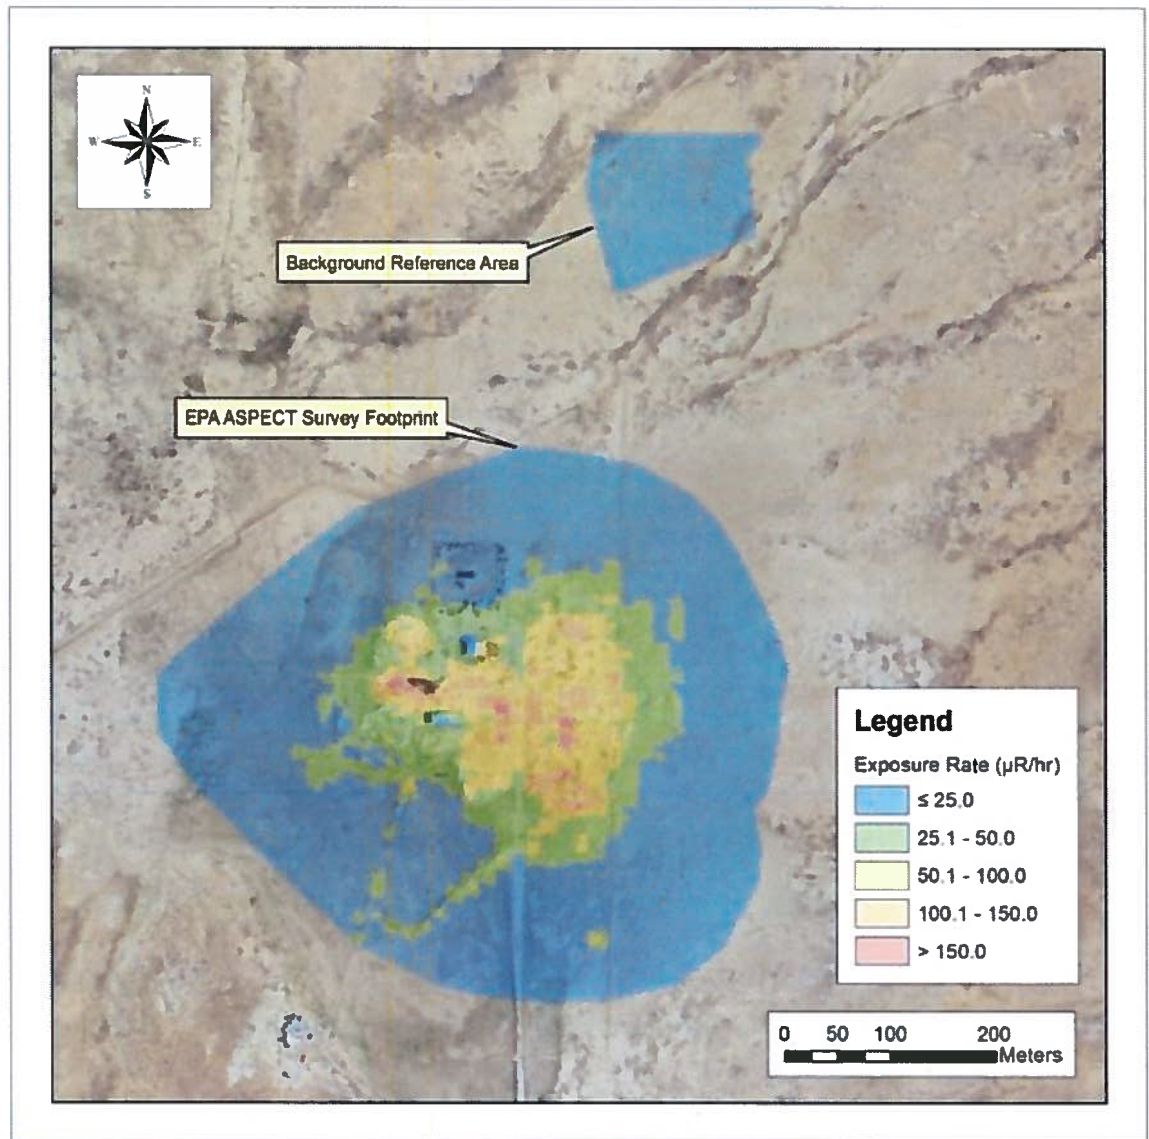 N
W E
S
Background Reference Area
EPA ASPECT Survey Footprint
Legend
Exposure Rate (µR/hr)
≤ 25.0
25.1 - 50.0
50.1 - 100.0
100.1 - 150.0
> 150.0
0 50 100 200
Meters